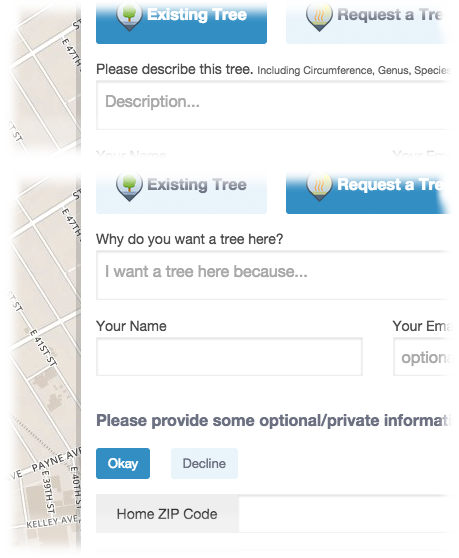 Existing Tree
Request a Tre
E 47TH ST
Please describe this tree. Including Circumference, Genus, Species
Description...
Your Name
Your Em
Existing Tree
Request a Tre
E 47TH ST
Why do you want a tree here?
I want a tree here because...
E 41ST ST
Your Name
Your Ema
optiona
Please provide some optional/private informati
Okay
Decline
PAYNE AV
E 39TH ST
E 40TH ST
Home ZIP Code
KELLEY AVE